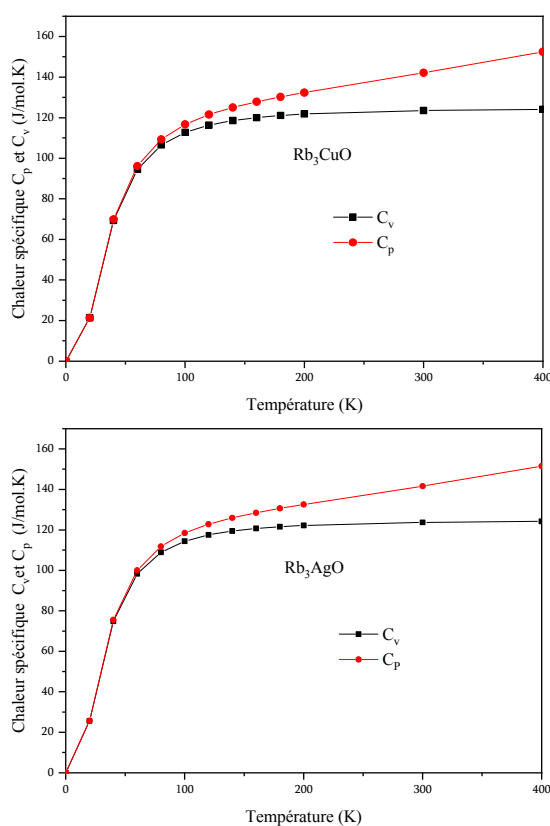 160
140
120
100
80
60
40
20
0
Chaleur spécifique Cp et Cv (J/mol.K)
Rb3CuO
Cv
Cp
0 100 200 300 400
Température (K)
160
140
120
100
80
60
40
20
0
Chaleur spécifique Cvet Cp (J/mol.K)
Rb3AgO
Cv
CP
0 100 200 300 400
Température (K)